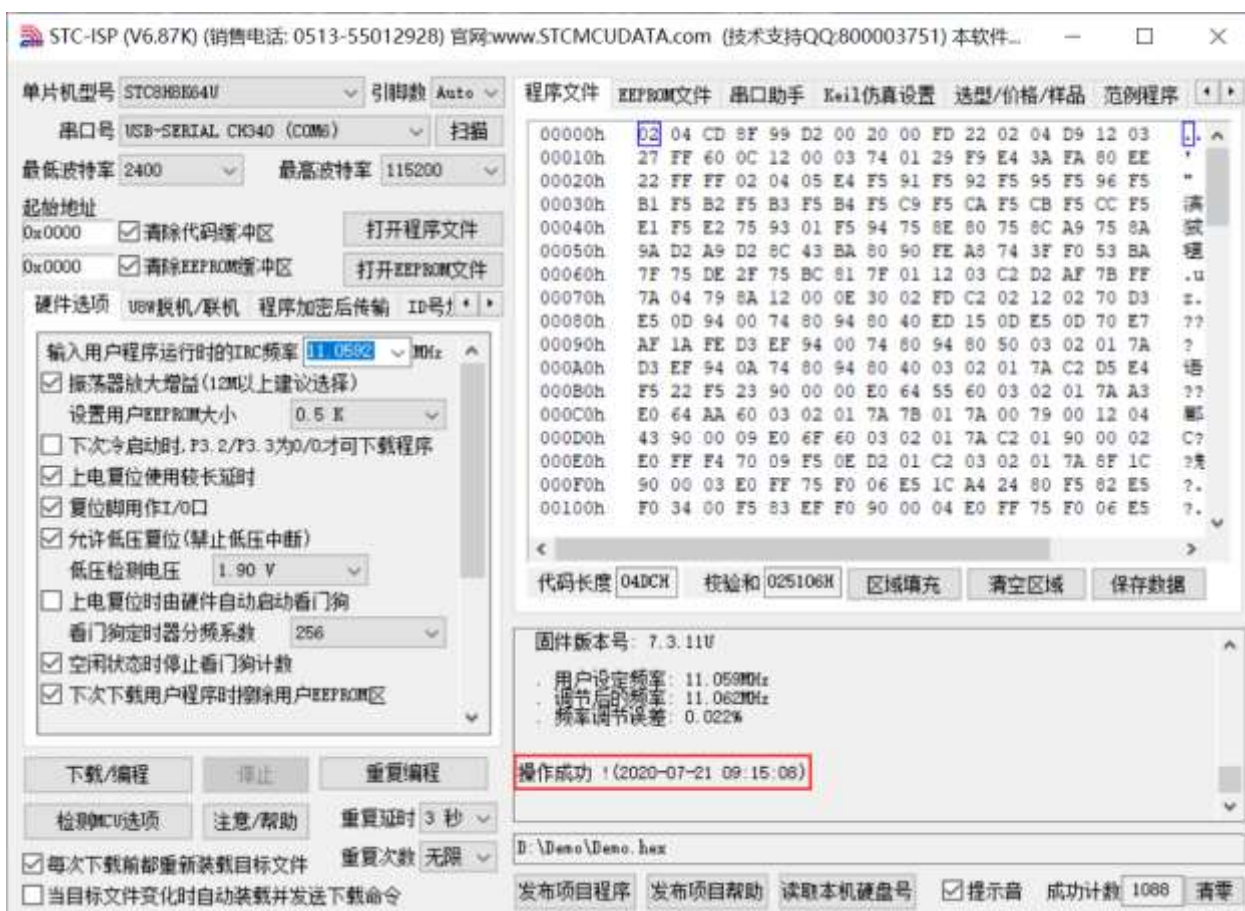 STC-ISP (V6.87K) (销售电话: 0513-55012928) 官网:www.STCMCUDATA.com (技术支持QQ:800003751) 本软件...
单片机型号 STC8H8K64U 引脚数 Auto
串口号 USB-SERIAL CH340 (COM6) 扫描
最低波特率 2400 最高波特率 115200
起始地址
0x0000 清除代码缓冲区 打开程序文件
0x0000 清除EEPROM缓冲区 打开EEPROM文件
硬件选项 U8W脱机/联机 程序加密后传输 ID号
输入用户程序运行时的IRC频率 11.0592 MHz
振荡器放大增益(12M以上建议选择)
设置用户EEPROM大小 0.5 K
下次冷启动时,P3.2/P3.3为0/0才可下载程序
上电复位使用较长延时
复位脚用作I/O口
允许低压复位(禁止低压中断)
低压检测电压 1.90 V
上电复位时由硬件自动启动看门狗
看门狗定时器分频系数 256
空闲状态时停止看门狗计数
下次下载用户程序时擦除用户EEPROM区
下载/编程 停止 重复编程
检测MCU选项 注意/帮助 重复延时 3 秒
重复次数 无限
每次下载前都重新装载目标文件
当目标文件变化时自动装载并发送下载命令
程序文件 EEPROM文件 串口助手 Keil仿真设置 选型/价格/样品 范例程序
00000h 02 04 CD 8F 99 D2 00 20 00 FD 22 02 04 D9 12 03
00010h 27 FF 60 0C 12 00 03 74 01 29 F9 E4 3A FA 80 EE
00020h 22 FF FF 02 04 05 E4 F5 91 F5 92 F5 95 F5 96 F5
00030h B1 F5 B2 F5 B3 F5 B4 F5 C9 F5 CA F5 CB F5 CC F5
00040h E1 F5 E2 75 93 01 F5 94 75 8E 80 75 8C A9 75 8A
00050h 9A D2 A9 D2 8C 43 BA 80 90 FE A8 74 3F F0 53 BA
00060h 7F 75 DE 2F 75 BC 81 7F 01 12 03 C2 D2 AF 7B FF
00070h 7A 04 79 8A 12 00 0E 30 02 FD C2 02 12 02 70 D3
00080h E5 0D 94 00 74 80 94 80 40 ED 15 0D E5 0D 70 E7
00090h AF 1A FE D3 EF 94 00 74 80 94 80 50 03 02 01 7A
000A0h D3 EF 94 0A 74 80 94 80 40 03 02 01 7A C2 D5 E4
000B0h F5 22 F5 23 90 00 00 E0 64 55 60 03 02 01 7A A3
000C0h E0 64 AA 60 03 02 01 7A 7B 01 7A 00 79 00 12 04
000D0h 43 90 00 09 E0 6F 60 03 02 01 7A C2 01 90 00 02
000E0h E0 FF F4 70 09 F5 0E D2 01 C2 03 02 01 7A 8F 1C
000F0h 90 00 03 E0 FF 75 F0 06 E5 1C A4 24 80 F5 82 E5
00100h F0 34 00 F5 83 EF F0 90 00 04 E0 FF 75 F0 06 E5
代码长度 04DCH 校验和 025106H 区域填充 清空区域 保存数据
固件版本号: 7.3.11U
. 用户设定频率: 11.059MHz
. 调节后的频率: 11.062MHz
. 频率调节误差: 0.022%
操作成功 !(2020-07-21 09:15:08)
D:\Demo\Demo.hex
发布项目程序 发布项目帮助 读取本机硬盘号 提示音 成功计数 1088 清零